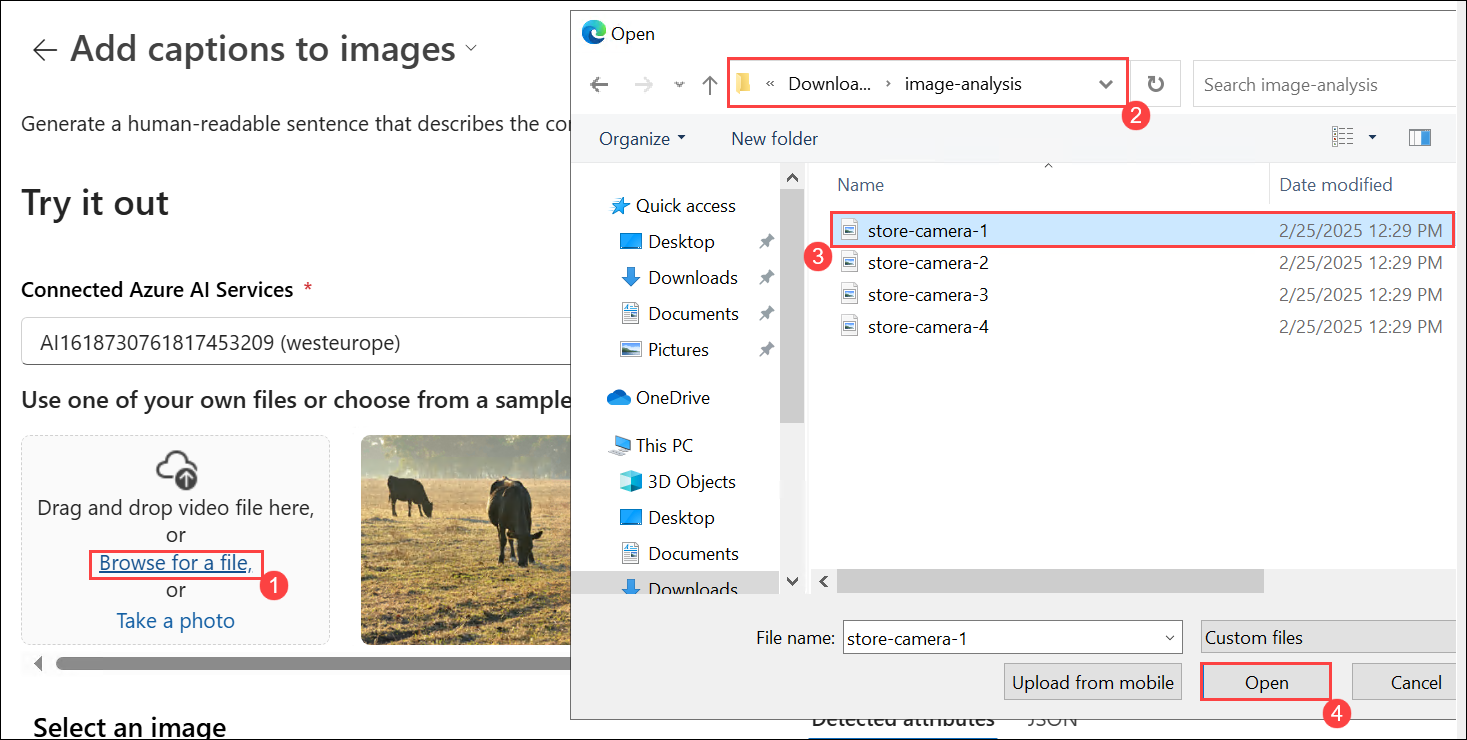 Add captions to images
Generate a human-readable sentence that describes the co
Try it out
Connected Azure AI Services *
AI1618730761817453209 (westeurope)
Use one of your own files or choose from a sample
Drag and drop video file here,
or
Browse for a file,
1
or
Take a photo
Select an image
Detected attributes
JSON
Open
« Downloa... › image-analysis
2
Search image-analysis
Organize
New folder
Quick access
Desktop
Downloads
Documents
Pictures
OneDrive
This PC
3D Objects
Desktop
Documents
Downloads
Name
Date modified
store-camera-1 2/25/2025 12:29 PM
3
store-camera-2 2/25/2025 12:29 PM
store-camera-3 2/25/2025 12:29 PM
store-camera-4 2/25/2025 12:29 PM
File name: store-camera-1
Custom files
Upload from mobile
Open
4
Cancel